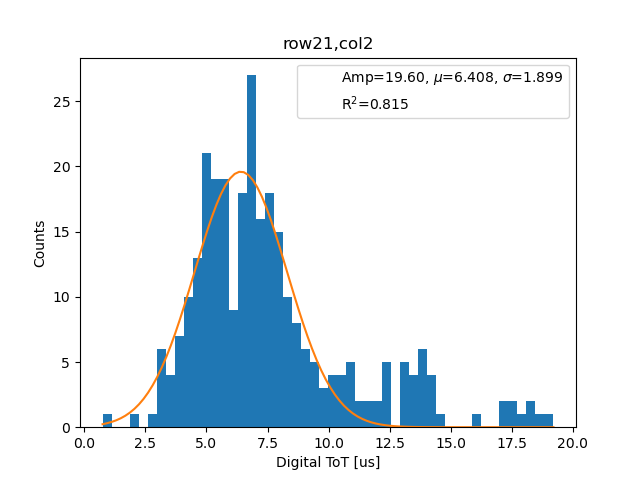 row21,col2
Amp=19.60, μ=6.408, σ=1.899
R²=0.815
Counts
25
20
15
10
5
0
0.0 2.5 5.0 7.5 10.0 12.5 15.0 17.5 20.0
Digital ToT [us]